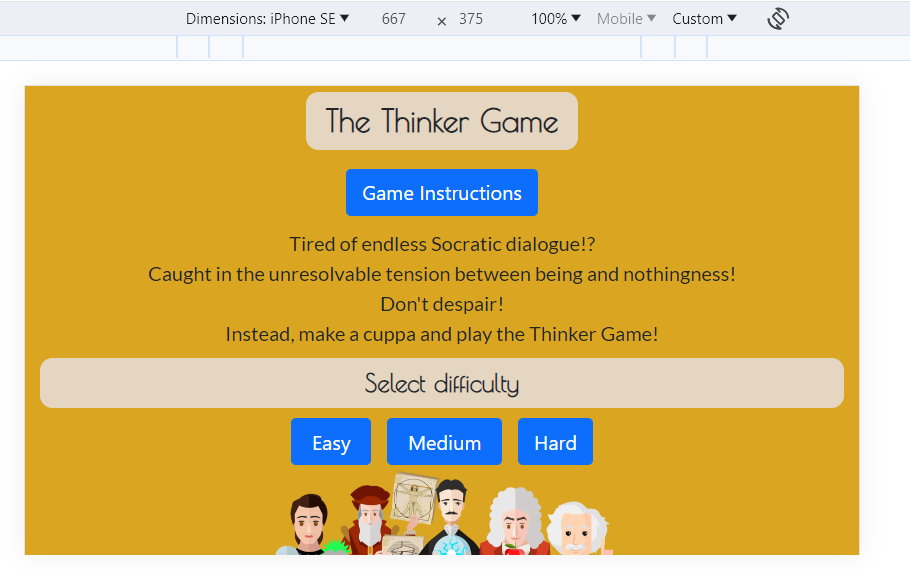 Dimensions: iPhone SE 667 × 375 100% Mobile Custom
The Thinker Game
Game Instructions
Tired of endless Socratic dialogue!?
Caught in the unresolvable tension between being and nothingness!
Don't despair!
Instead, make a cuppa and play the Thinker Game!
Select difficulty
Easy Medium Hard